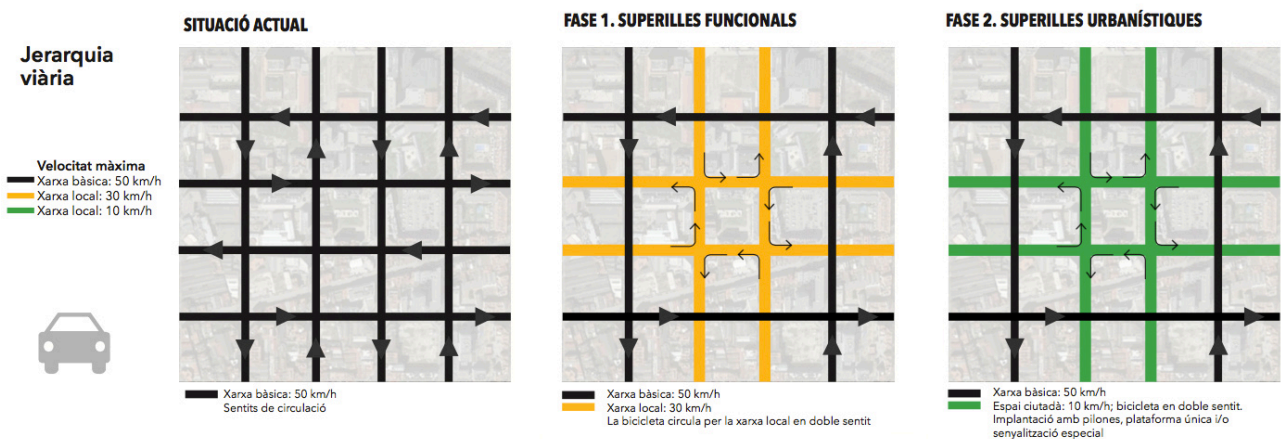 Jerarquia
viària
Velocitat màxima
Xarxa bàsica: 50 km/h
Xarxa local: 30 km/h
Xarxa local: 10 km/h
SITUACIÓ ACTUAL
Xarxa bàsica: 50 km/h
Sentits de circulació
FASE 1. SUPERILLES FUNCIONALS
Xarxa bàsica: 50 km/h
Xarxa local: 30 km/h
La bicicleta circula per la xarxa local en doble sentit
FASE 2. SUPERILLES URBANÍSTIQUES
Xarxa bàsica: 50 km/h
Espai ciutadà: 10 km/h; bicicleta en doble sentit.
Implantació amb pilones, plataforma única i/o
senyalització especial